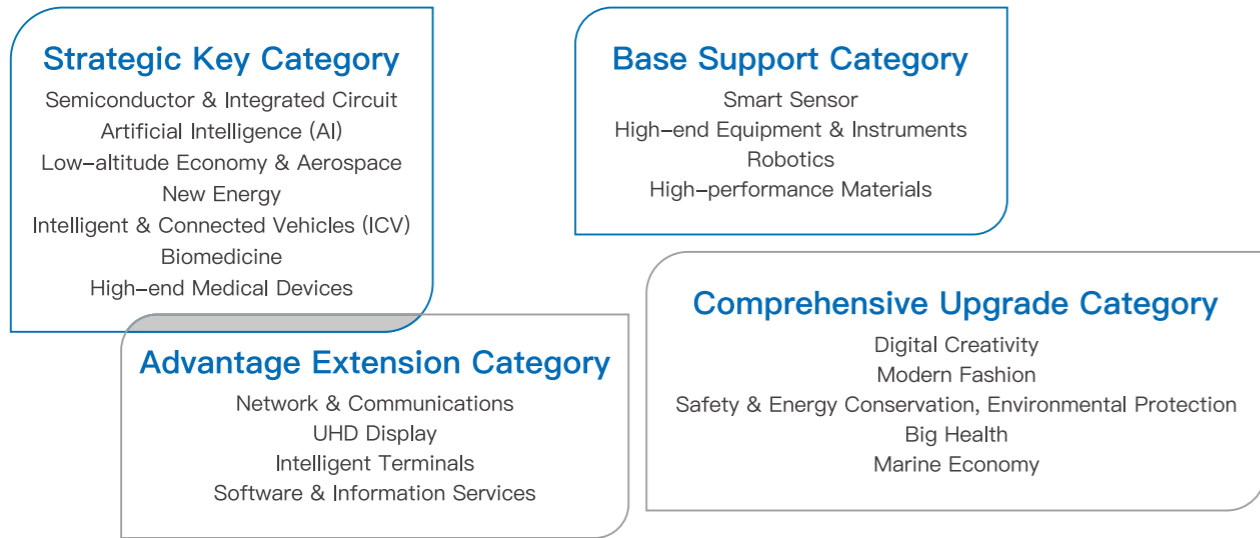 Strategic Key Category
Semiconductor & Integrated Circuit
Artificial Intelligence (AI)
Low-altitude Economy & Aerospace
New Energy
Intelligent & Connected Vehicles (ICV)
Biomedicine
High-end Medical Devices
Base Support Category
Smart Sensor
High-end Equipment & Instruments
Robotics
High-performance Materials
Advantage Extension Category
Network & Communications
UHD Display
Intelligent Terminals
Software & Information Services
Comprehensive Upgrade Category
Digital Creativity
Modern Fashion
Safety & Energy Conservation, Environmental Protection
Big Health
Marine Economy